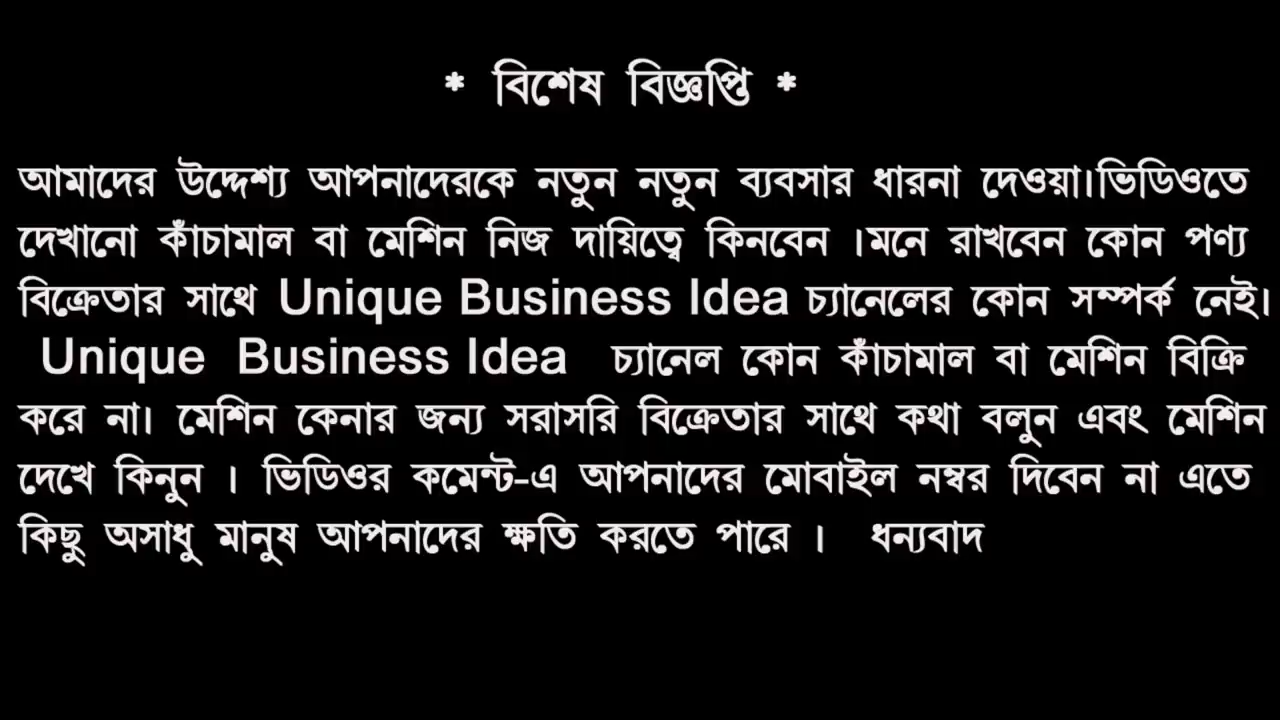 * বিশেষ বিজ্ঞপ্তি *
আমাদের উদ্দেশ্য আপনাদেরকে নতুন নতুন ব্যবসার ধারনা দেওয়া।ভিডিওতে
দেখানো কাঁচামাল বা মেশিন নিজ দায়িত্বে কিনবেন ।মনে রাখবেন কোন পণ্য
বিক্রেতার সাথে Unique Business Idea চ্যানেলের কোন সম্পর্ক নেই।
Unique Business Idea চ্যানেল কোন কাঁচামাল বা মেশিন বিক্রি
করে না। মেশিন কেনার জন্য সরাসরি বিক্রেতার সাথে কথা বলুন এবং মেশিন
দেখে কিনুন । ভিডিওর কমেন্ট-এ আপনাদের মোবাইল নম্বর দিবেন না এতে
কিছু অসাধু মানুষ আপনাদের ক্ষতি করতে পারে । ধন্যবাদ